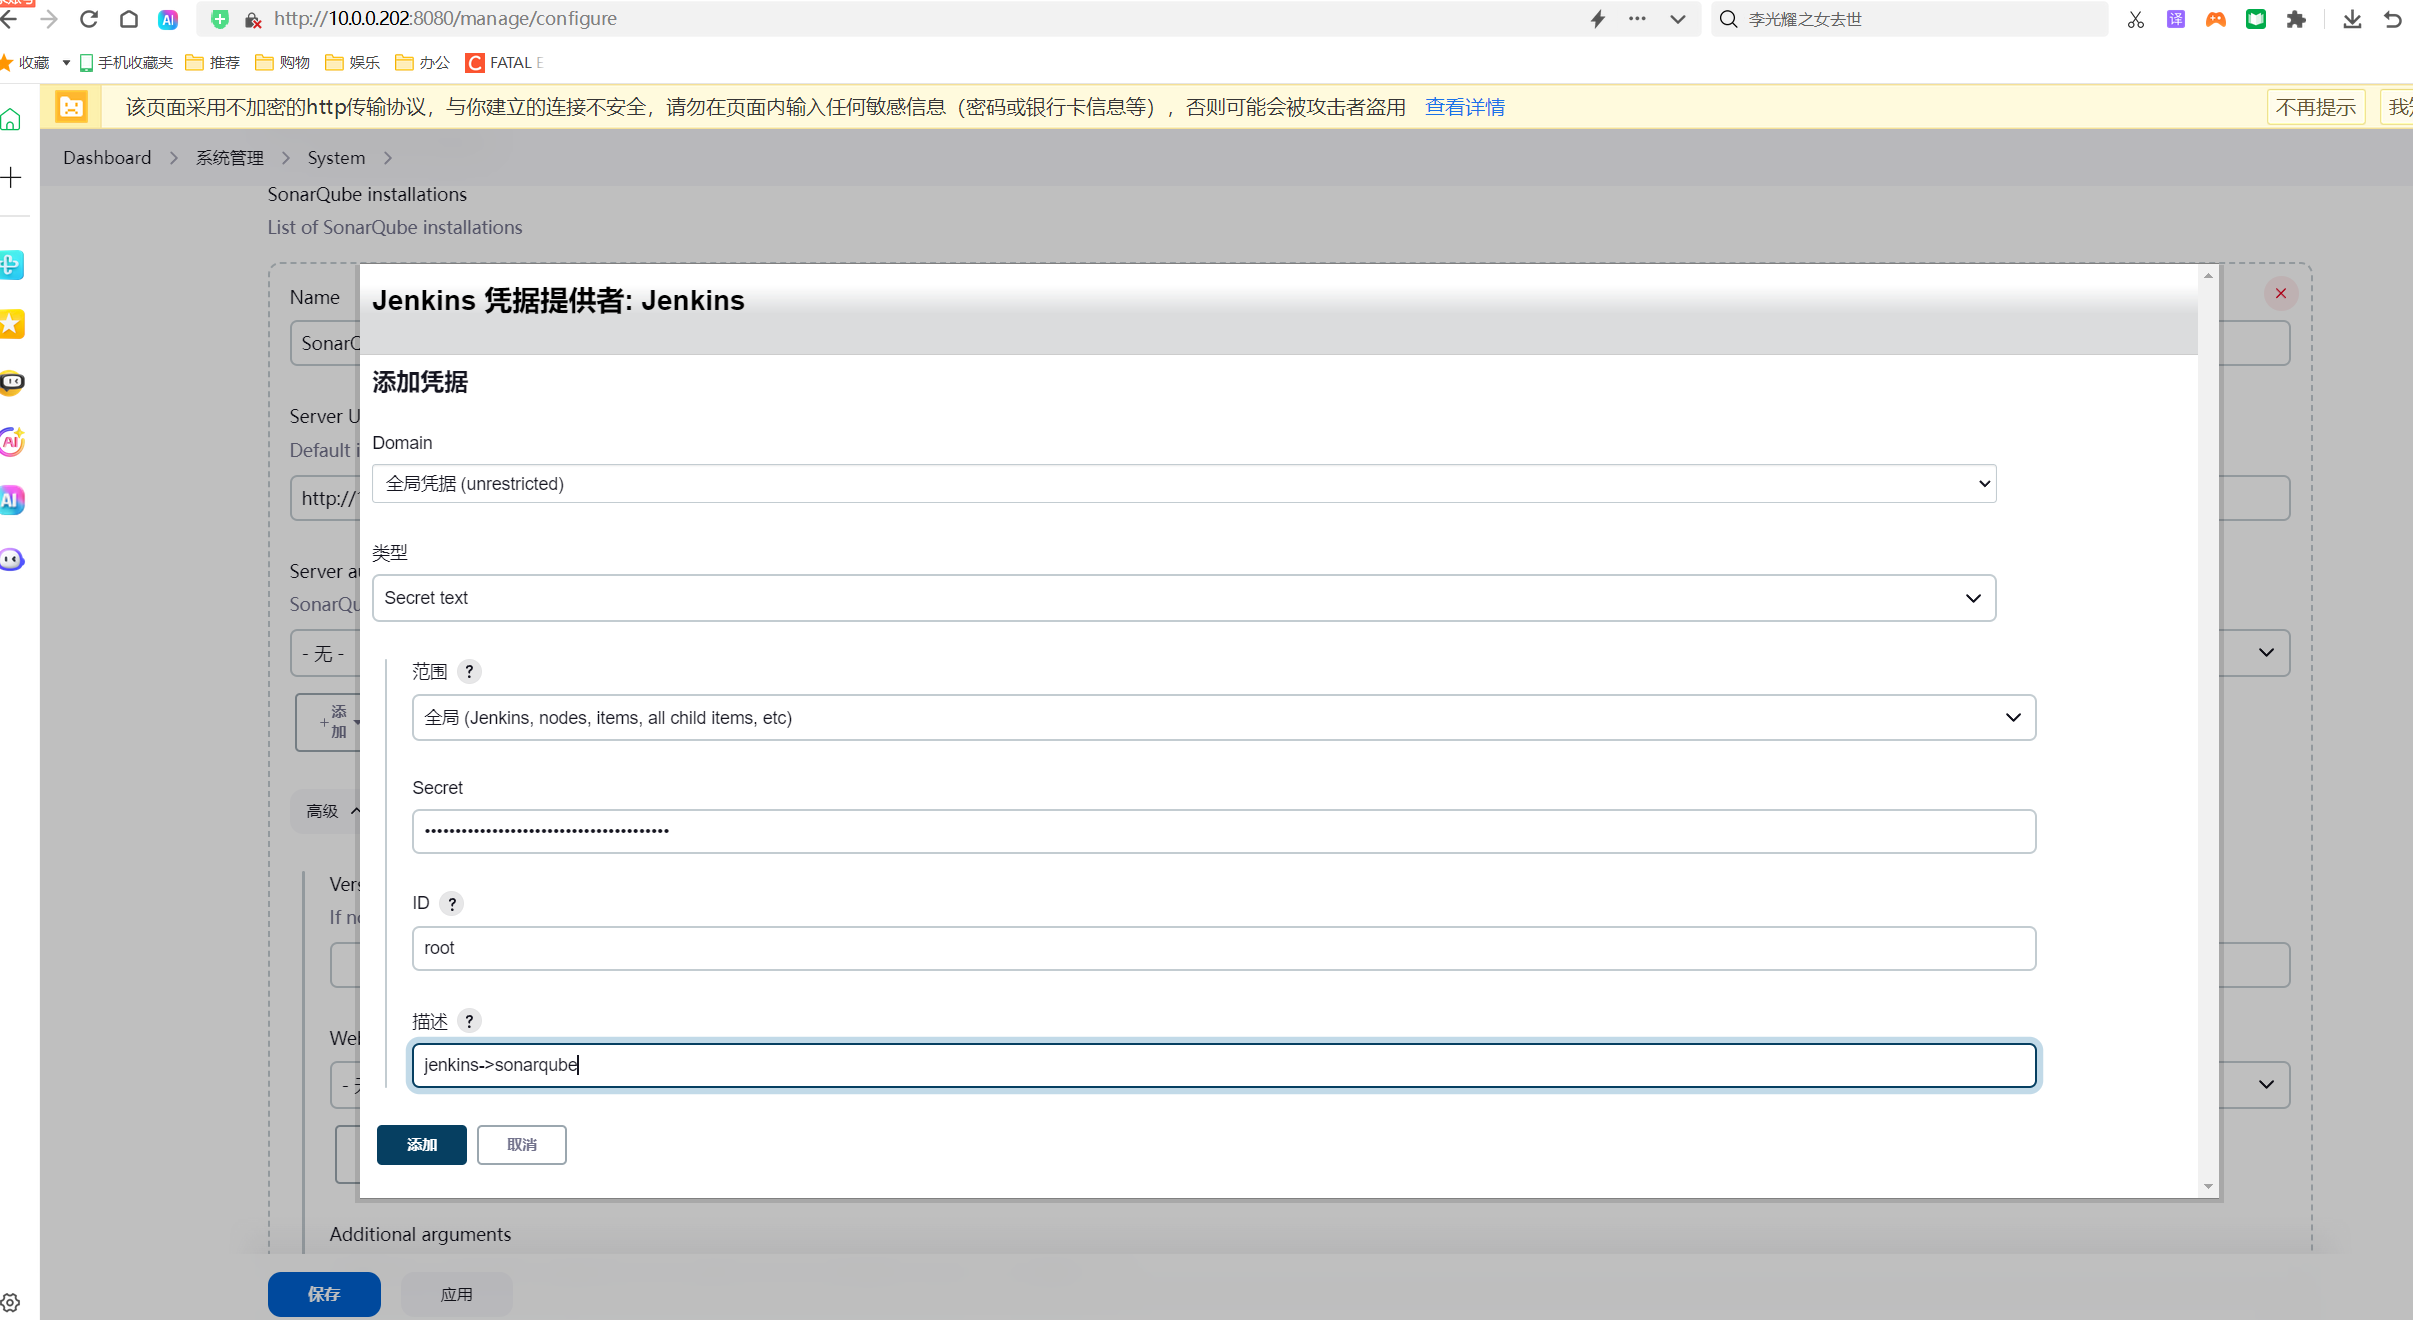 http://10.0.0.202:8080/manage/configure
李光耀之女去世
收藏 手机收藏夹 推荐 购物 娱乐 办公 FATAL E
该页面采用不加密的http传输协议，与你建立的连接不安全，请勿在页面内输入任何敏感信息（密码或银行卡信息等），否则可能会被攻击者盗用 查看详情 不再提示
Dashboard 系统管理 System
SonarQube installations
List of SonarQube installations
Name
Jenkins 凭据提供者: Jenkins
添加凭据
Server U
Default i
http://
Domain
全局凭据 (unrestricted)
类型
Server au
SonarQu
Secret text
- 无 -
范围 ?
添加
全局 (Jenkins, nodes, items, all child items, etc)
Secret
高级
ID ?
Vers
If no
root
描述 ?
Wel
jenkins->sonarqube
添加 取消
Additional arguments
保存 应用